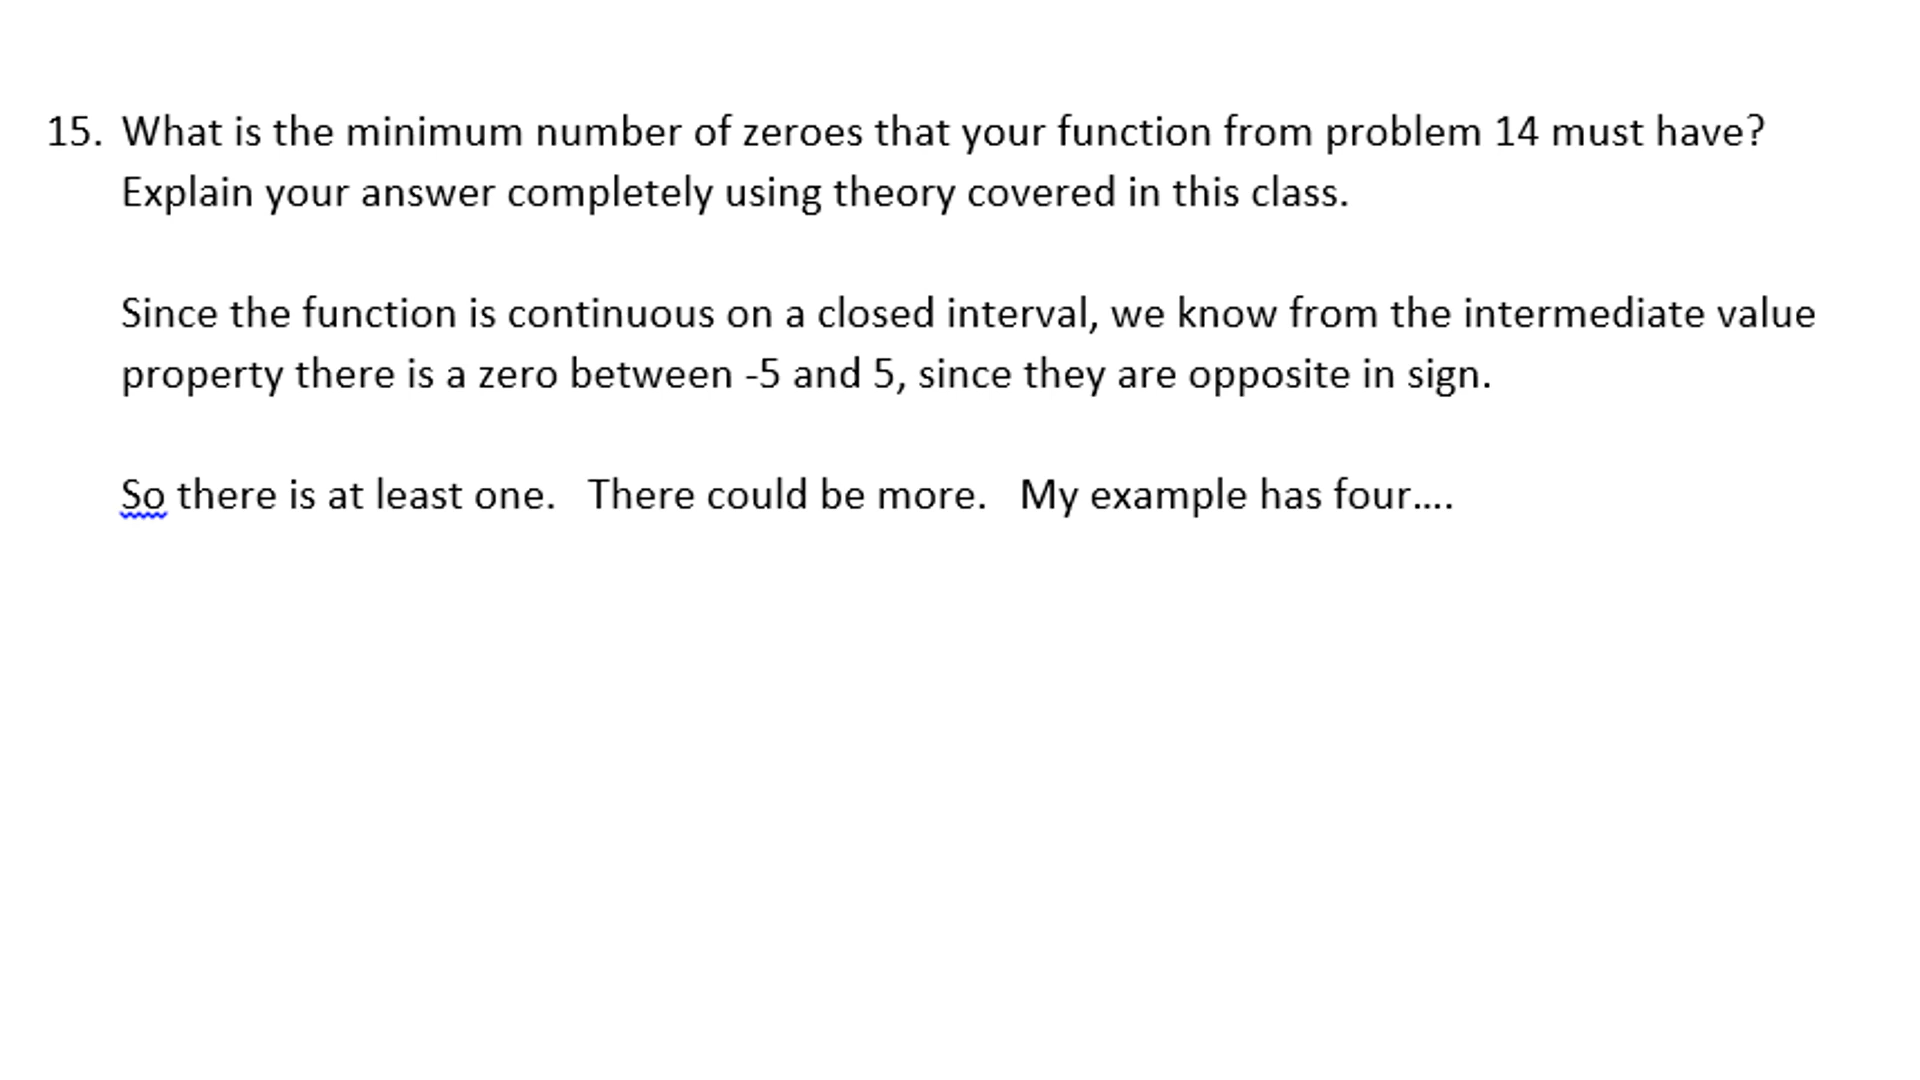 15. What is the minimum number of zeroes that your function from problem 14 must have?
Explain your answer completely using theory covered in this class.
Since the function is continuous on a closed interval, we know from the intermediate value
property there is a zero between -5 and 5, since they are opposite in sign.
So there is at least one. There could be more. My example has four....